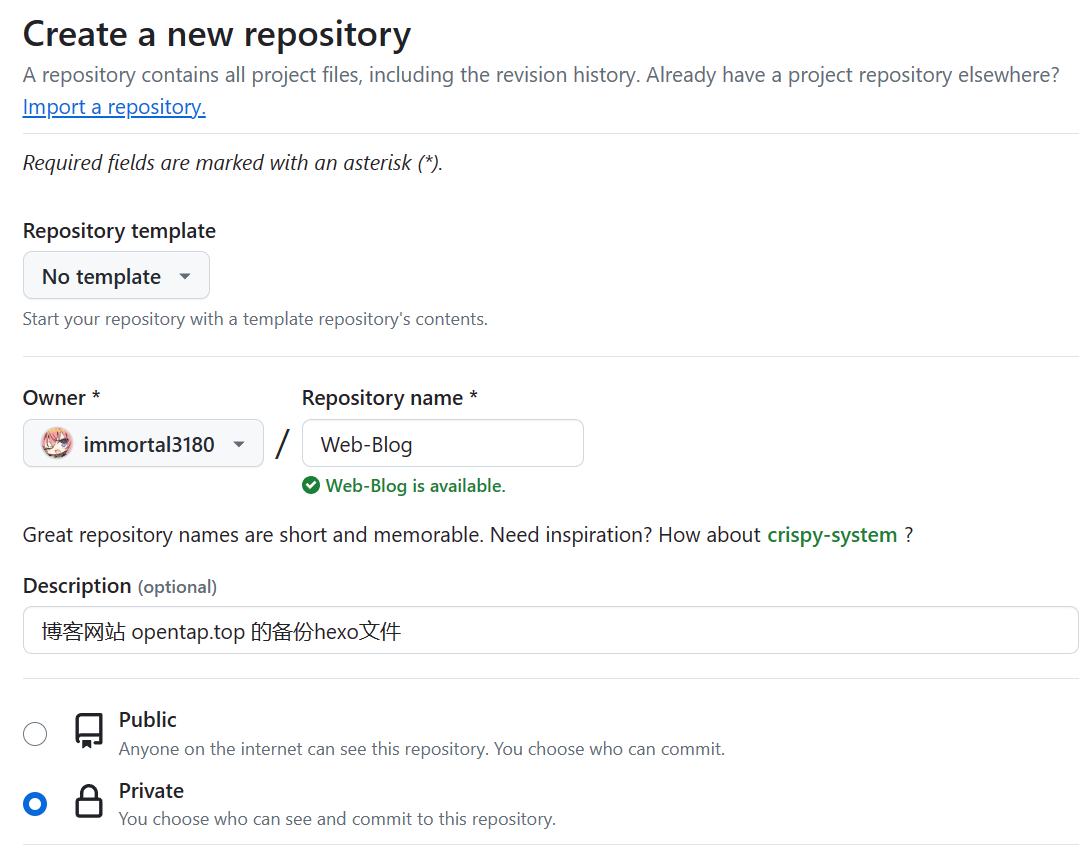 Create a new repository
A repository contains all project files, including the revision history. Already have a project repository elsewhere?
Import a repository.
Required fields are marked with an asterisk (*).
Repository template
No template
Start your repository with a template repository's contents.
Owner *
Repository name *
immortal3180
/
Web-Blog
Web-Blog is available.
Great repository names are short and memorable. Need inspiration? How about crispy-system ?
Description (optional)
博客网站 opentap.top 的备份hexo文件
Public
Anyone on the internet can see this repository. You choose who can commit.
Private
You choose who can see and commit to this repository.